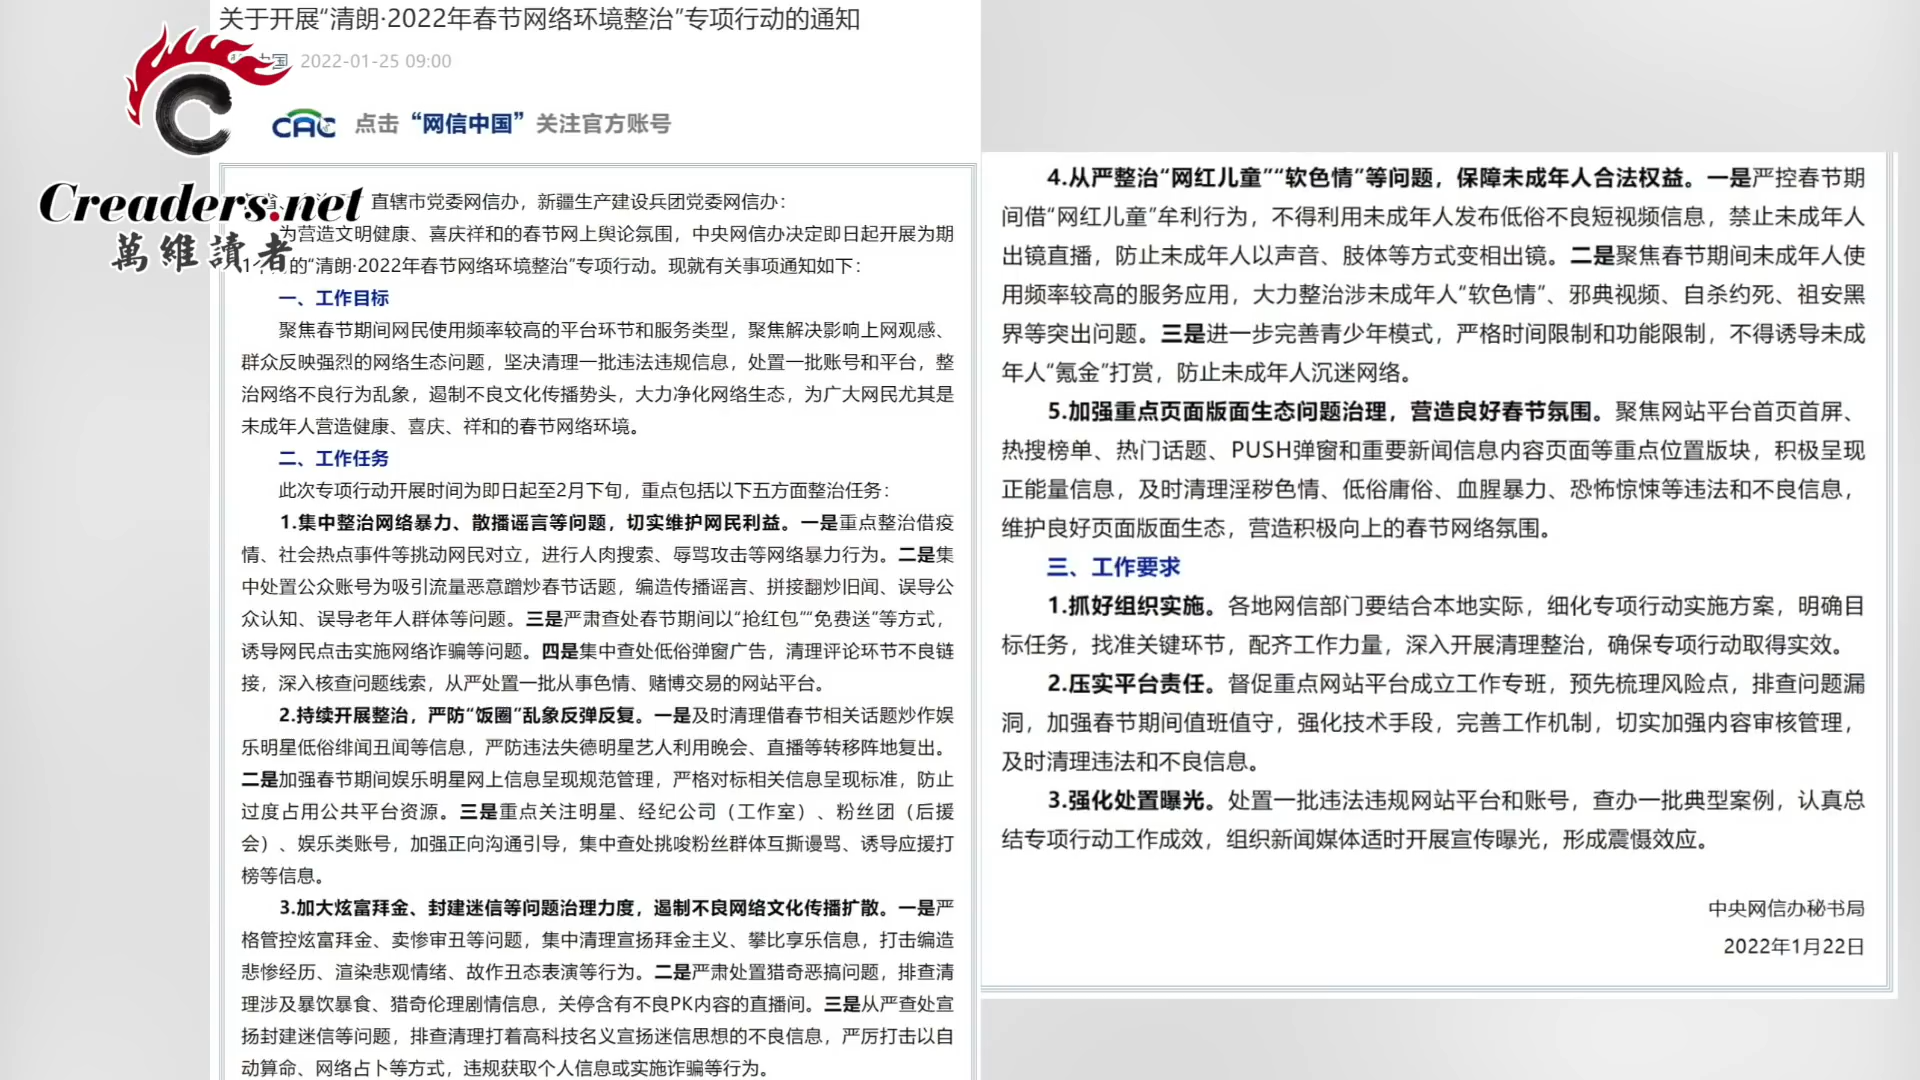 关于开展“清朗·2022年春节网络环境整治”专项行动的通知
中国 2022-01-25 09:00
CAC 点击“网信中国”关注官方账号
Creaders.net
萬維讀者
直辖市党委网信办，新疆生产建设兵团党委网信办：
为营造文明健康、喜庆祥和的春节网上舆论氛围，中央网信办决定即日起开展为期
的“清朗·2022年春节网络环境整治”专项行动。现就有关事项通知如下：
一、工作目标
聚焦春节期间网民使用频率较高的平台环节和服务类型，聚焦解决影响上网观感、
群众反映强烈的网络生态问题，坚决清理一批违法违规信息，处置一批账号和平台，整
治网络不良行为乱象，遏制不良文化传播势头，大力净化网络生态，为广大网民尤其是
未成年人营造健康、喜庆、祥和的春节网络环境。
二、工作任务
此次专项行动开展时间为即日起至2月下旬，重点包括以下五方面整治任务：
1.集中整治网络暴力、散播谣言等问题，切实维护网民利益。一是重点整治借疫
情、社会热点事件等挑动网民对立，进行人肉搜索、辱骂攻击等网络暴力行为。二是集
中处置公众账号为吸引流量恶意蹭炒春节话题，编造传播谣言、拼接翻炒旧闻、误导公
众认知、误导老年人群体等问题。三是严肃查处春节期间以“抢红包”“免费送”等方式，
诱导网民点击实施网络诈骗等问题。四是集中查处低俗弹窗广告，清理评论环节不良链
接，深入核查问题线索，从严处置一批从事色情、赌博交易的网站平台。
2.持续开展整治，严防“饭圈”乱象反弹反复。一是及时清理借春节相关话题炒作娱
乐明星低俗绯闻丑闻等信息，严防违法失德明星艺人利用晚会、直播等转移阵地复出。
二是加强春节期间娱乐明星网上信息呈现规范管理，严格对标相关信息呈现标准，防止
过度占用公共平台资源。三是重点关注明星、经纪公司（工作室）、粉丝团（后援
会）、娱乐类账号，加强正向沟通引导，集中查处挑唆粉丝群体互撕谩骂、诱导应援打
榜等信息。
3.加大炫富拜金、封建迷信等问题治理力度，遏制不良网络文化传播扩散。一是严
格管控炫富拜金、卖惨审丑等问题，集中清理宣扬拜金主义、攀比享乐信息，打击编造
悲惨经历、渲染悲观情绪、故作丑态表演等行为。二是严肃处置猎奇恶搞问题，排查清
理涉及暴饮暴食、猎奇伦理剧情信息，关停含有不良PK内容的直播间。三是从严查处宣
扬封建迷信等问题，排查清理打着高科技名义宣扬迷信思想的不良信息，严厉打击以自
动算命、网络占卜等方式，违规获取个人信息或实施诈骗等行为。
4.从严整治“网红儿童”“软色情”等问题，保障未成年人合法权益。一是严控春节期
间借“网红儿童”牟利行为，不得利用未成年人发布低俗不良短视频信息，禁止未成年人
出镜直播，防止未成年人以声音、肢体等方式变相出镜。二是聚焦春节期间未成年人使
用频率较高的服务应用，大力整治涉未成年人“软色情”、邪典视频、自杀约死、祖安黑
界等突出问题。三是进一步完善青少年模式，严格时间限制和功能限制，不得诱导未成
年人“氪金”打赏，防止未成年人沉迷网络。
5.加强重点页面版面生态问题治理，营造良好春节氛围。聚焦网站平台首页首屏、
热搜榜单、热门话题、PUSH弹窗和重要新闻信息内容页面等重点位置版块，积极呈现
正能量信息，及时清理淫秽色情、低俗庸俗、血腥暴力、恐怖惊悚等违法和不良信息，
维护良好页面版面生态，营造积极向上的春节网络氛围。
三、工作要求
1.抓好组织实施。各地网信部门要结合本地实际，细化专项行动实施方案，明确目
标任务，找准关键环节，配齐工作力量，深入开展清理整治，确保专项行动取得实效。
2.压实平台责任。督促重点网站平台成立工作专班，预先梳理风险点，排查问题漏
洞，加强春节期间值班值守，强化技术手段，完善工作机制，切实加强内容审核管理，
及时清理违法和不良信息。
3.强化处置曝光。处置一批违法违规网站平台和账号，查办一批典型案例，认真总
结专项行动工作成效，组织新闻媒体适时开展宣传曝光，形成震慑效应。
中央网信办秘书局
2022年1月22日